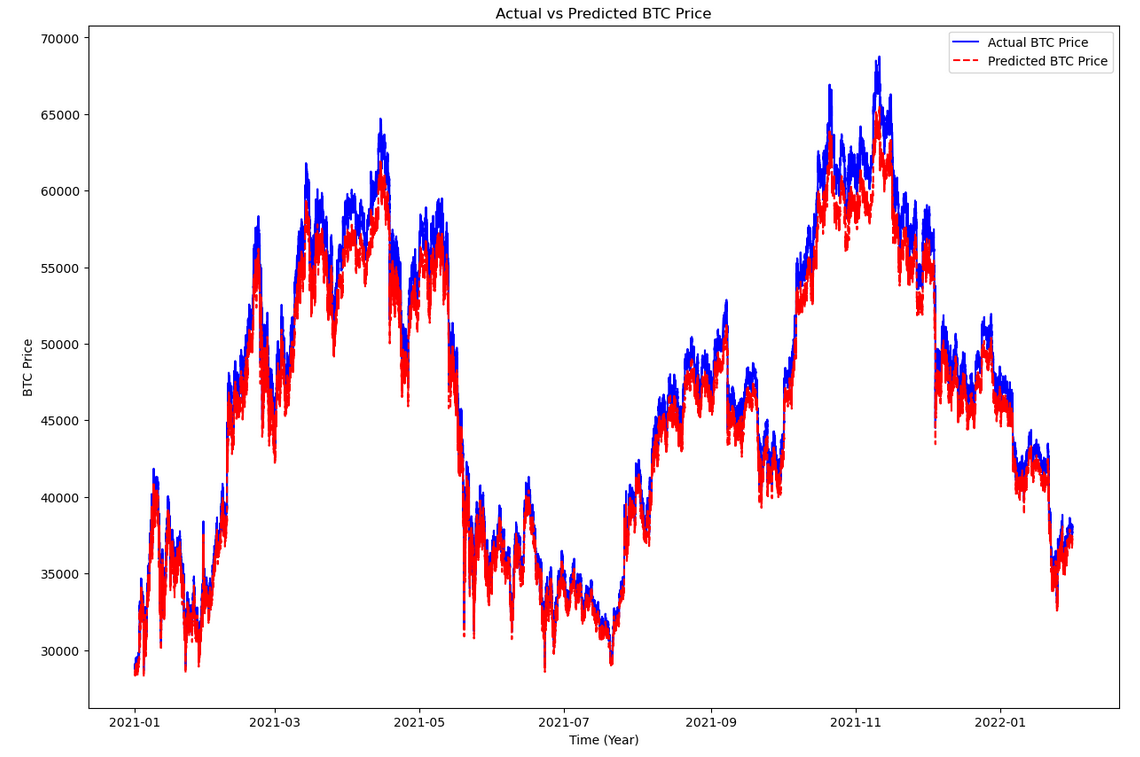 Actual vs Predicted BTC Price
Actual BTC Price
Predicted BTC Price
70000
65000
60000
55000
50000
45000
40000
35000
30000
BTC Price
2021-01 2021-03 2021-05 2021-07 2021-09 2021-11 2022-01
Time (Year)